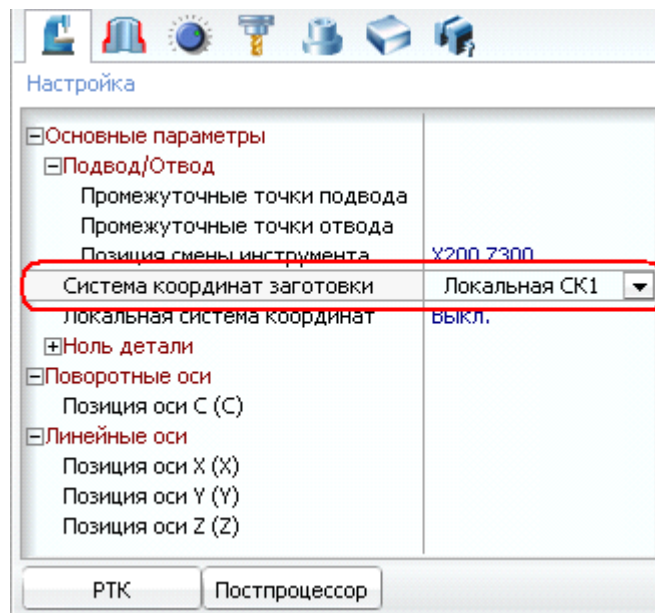 Настройка
Основные параметры
Подвод/Отвод
Промежуточные точки подвода
Промежуточные точки отвода
Позиция смены инструмента X200 Z300
Система координат заготовки Локальная СК1
Локальная система координат Выкл.
Ноль детали
Поворотные оси
Позиция оси C (C)
Линейные оси
Позиция оси X (X)
Позиция оси Y (Y)
Позиция оси Z (Z)
РТК Постпроцессор